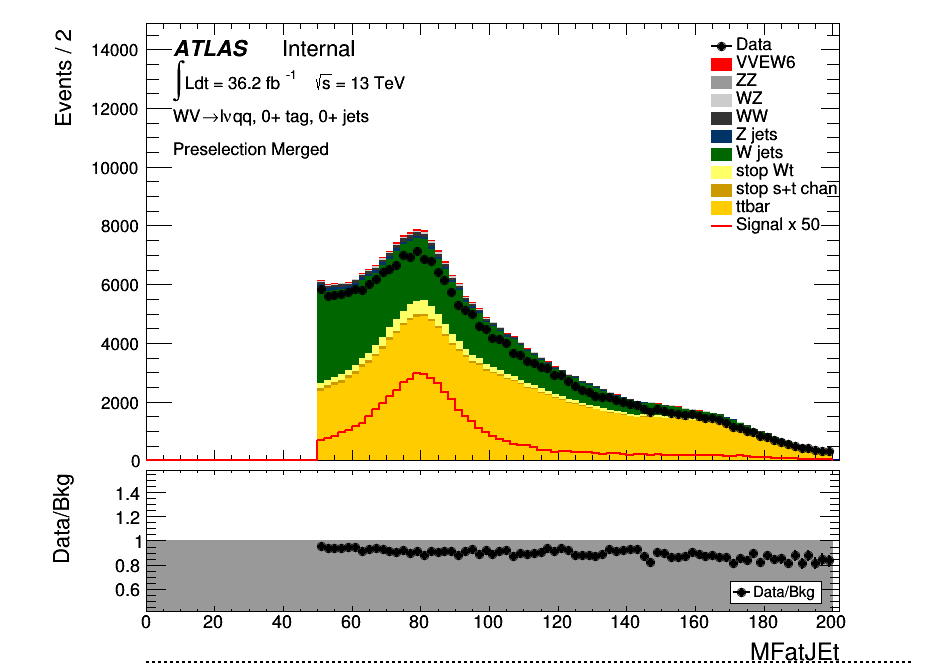 Events / 2
14000
12000
10000
8000
6000
4000
2000
0
ATLAS Internal
∫Ldt = 36.2 fb⁻¹ √s = 13 TeV
WV→lνqq, 0+ tag, 0+ jets
Preselection Merged
Data
VVEW6
ZZ
WZ
WW
Z jets
W jets
stop Wt
stop s+t chan
ttbar
Signal x 50
Data/Bkg
1.4
1.2
1
0.8
0.6
Data/Bkg
0 20 40 60 80 100 120 140 160 180 200
MFatJEt